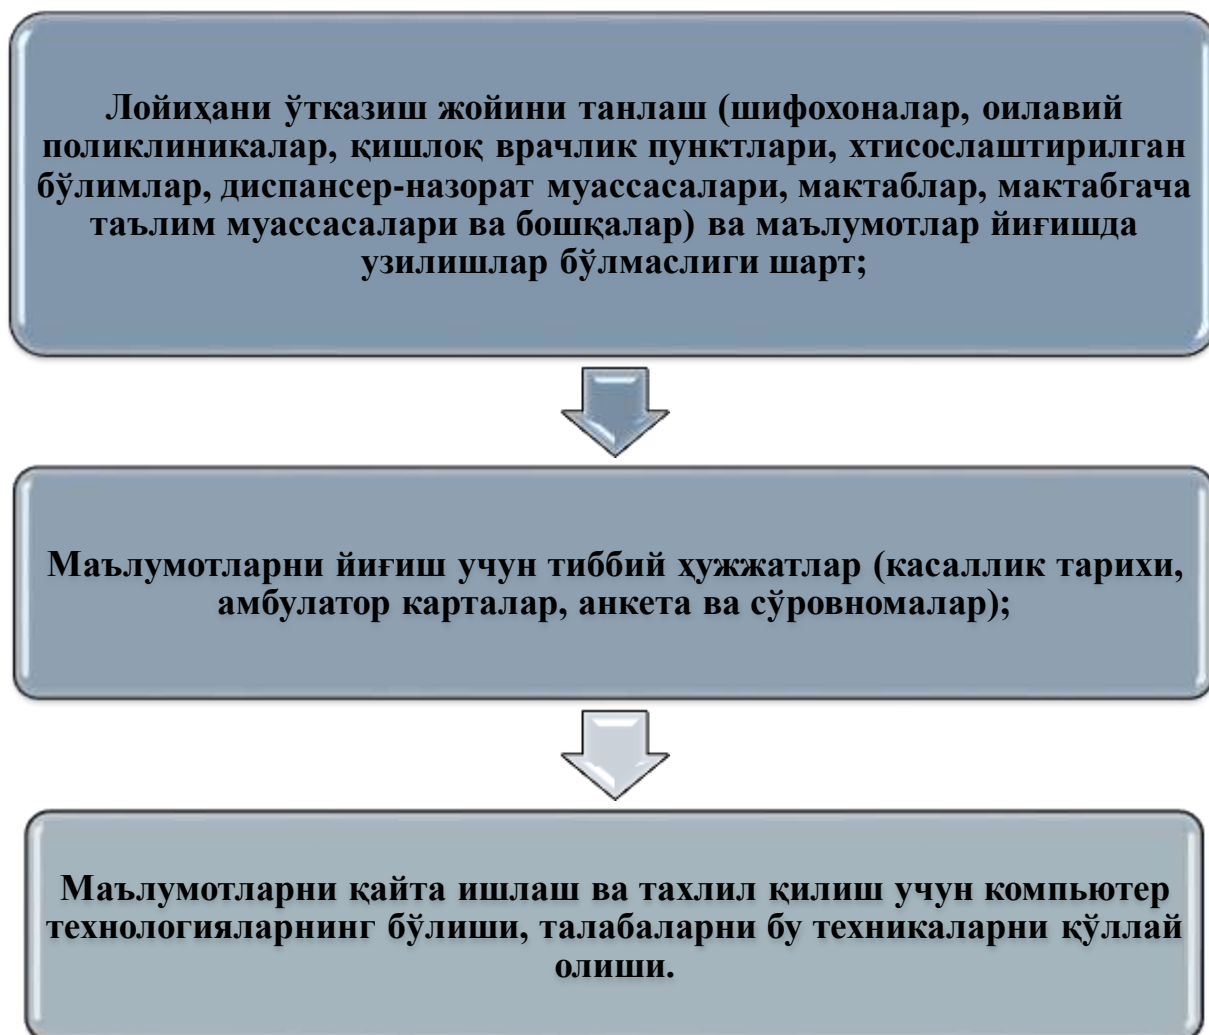 Лойиҳани ўтказиш жойини танлаш (шифохоналар, оилавий
поликлиникалар, қишлоқ врачлик пунктлари, хтисослаштирилган
бўлимлар, диспансер-назорат муассасалари, мактаблар, мактабгача
таълим муассасалари ва бошқалар) ва маълумотлар йиғишда
узилишлар бўлмаслиги шарт;
Маълумотларни йиғиш учун тиббий ҳужжатлар (касаллик тарихи,
амбулатор карталар, анкета ва сўровномалар);
Маълумотларни қайта ишлаш ва тахлил қилиш учун компьютер
технологияларнинг бўлиши, талабаларни бу техникаларни қўллай
олиши.